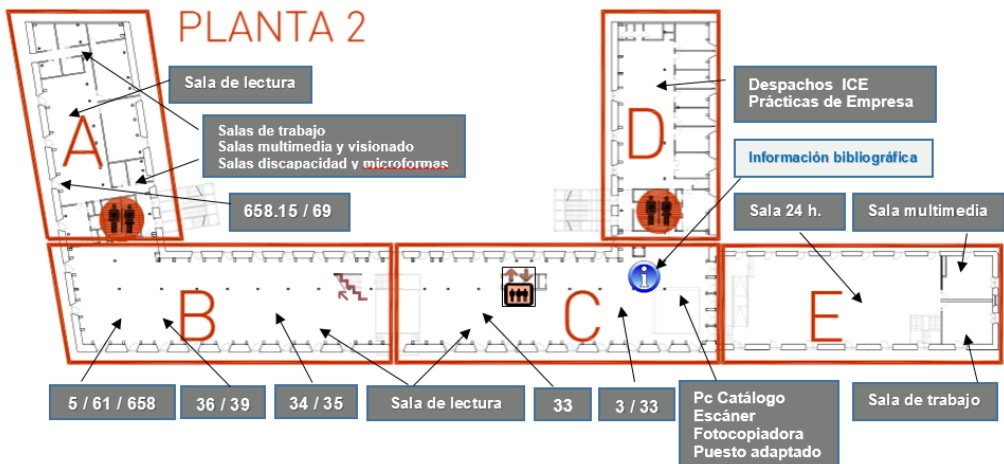 PLANTA 2
Sala de lectura
Despachos ICE
Prácticas de Empresa
A
Salas de trabajo
Salas multimedia y visionado
Salas discapacidad y microformas
D
Información bibliográfica
658.15 / 69
Sala 24 h.
Sala multimedia
B
C
i
E
5 / 61 / 658
36 / 39
34 / 35
Sala de lectura
33
3 / 33
Pc Catálogo
Escáner
Fotocopiadora
Puesto adaptado
Sala de trabajo